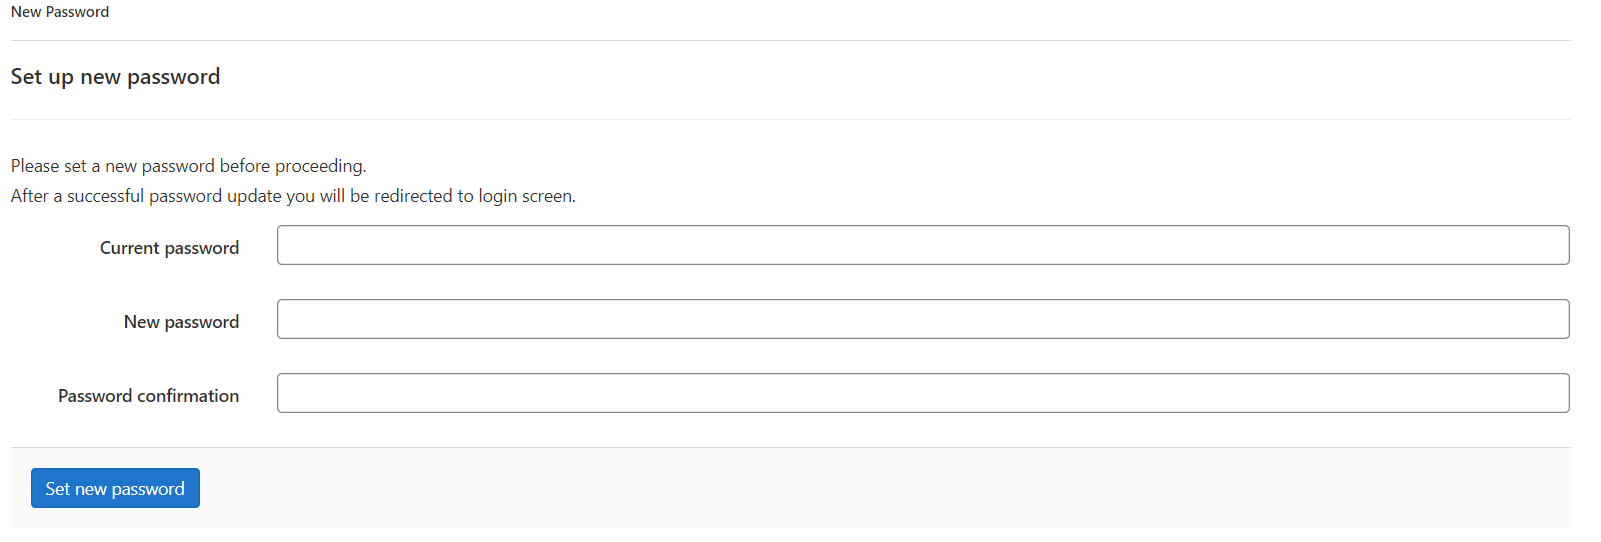 New Password
Set up new password
Please set a new password before proceeding.
After a successful password update you will be redirected to login screen.
Current password
New password
Password confirmation
Set new password